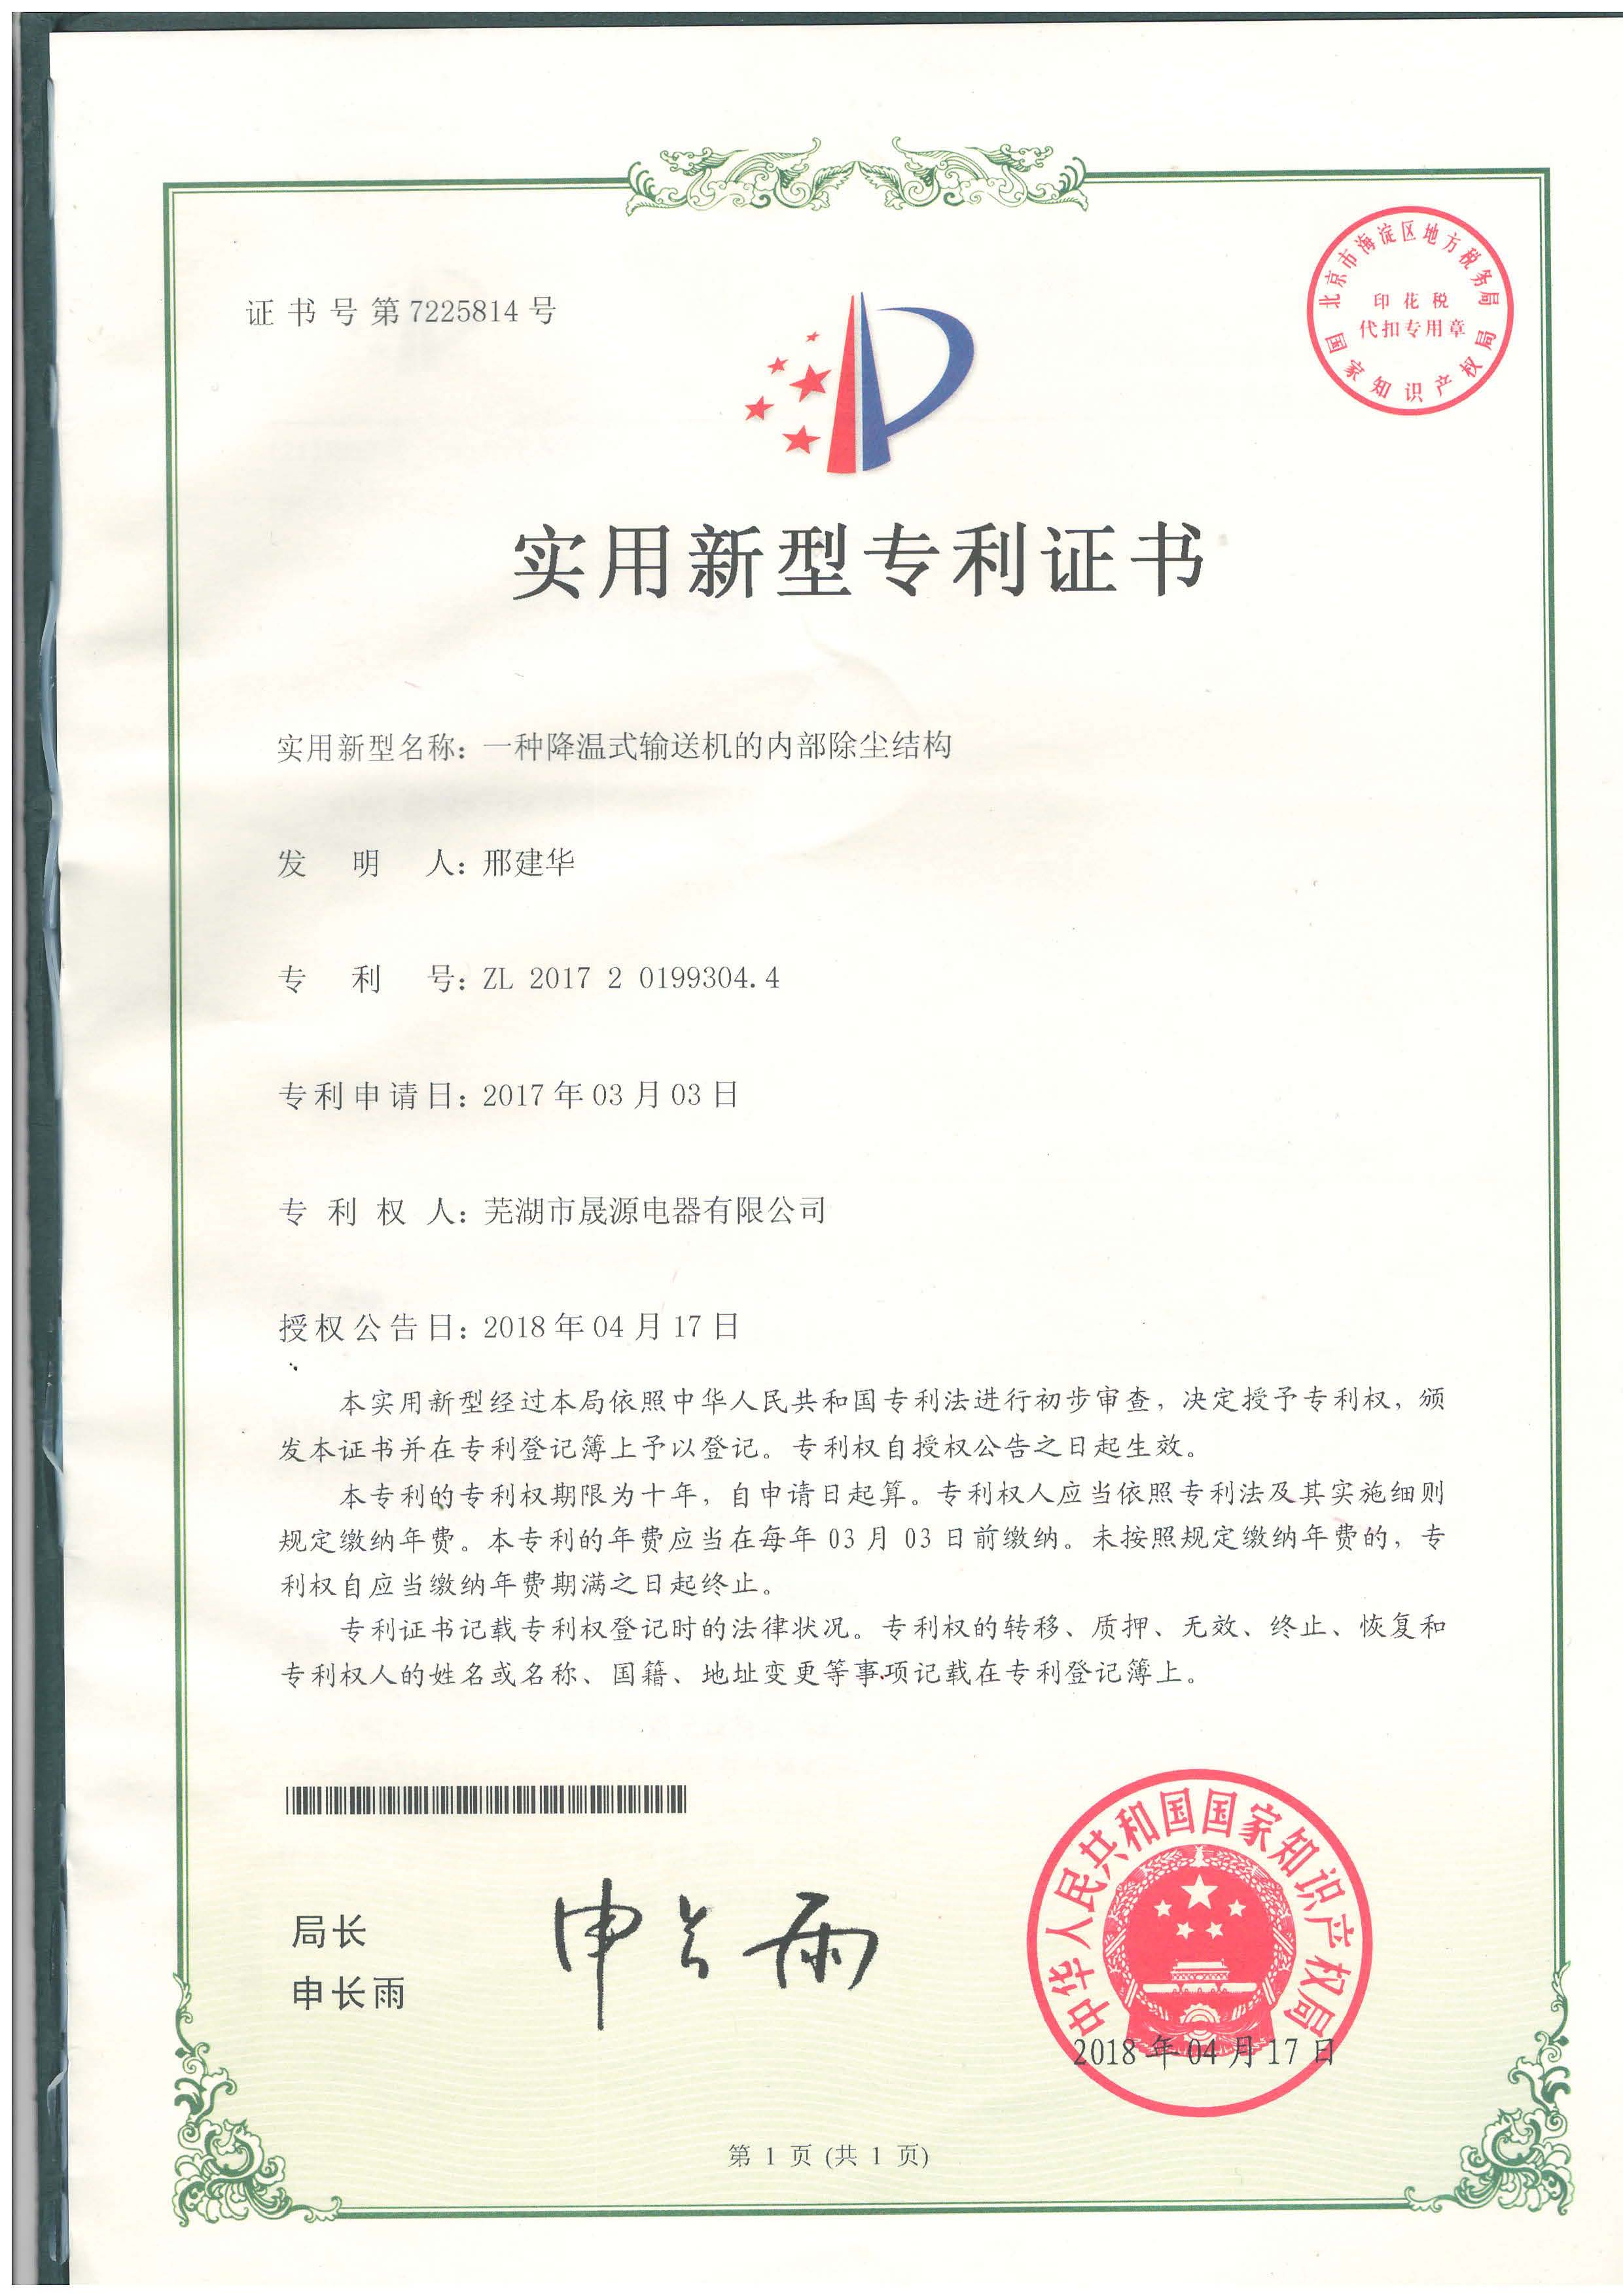 证书号第7225814号
北京市海淀区地方税务局
印花税
代扣专用章
国家知识产权局
实用新型专利证书
实用新型名称：一种降温式输送机的内部除尘结构
发明人：邢建华
专利号：ZL 2017 2 0199304.4
专利申请日：2017年03月03日
专利权人：芜湖市晟源电器有限公司
授权公告日：2018年04月17日
本实用新型经过本局依照中华人民共和国专利法进行初步审查，决定授予专利权，颁
发本证书并在专利登记簿上予以登记。专利权自授权公告之日起生效。
本专利的专利权期限为十年，自申请日起算。专利权人应当依照专利法及其实施细则
规定缴纳年费。本专利的年费应当在每年03月03日前缴纳。未按照规定缴纳年费的，专
利权自应当缴纳年费期满之日起终止。
专利证书记载专利权登记时的法律状况。专利权的转移、质押、无效、终止、恢复和
专利权人的姓名或名称、国籍、地址变更等事项记载在专利登记簿上。
局长
申长雨
申长雨
中华人民共和国国家知识产权局
2018年04月17日
第 1 页 (共 1 页)